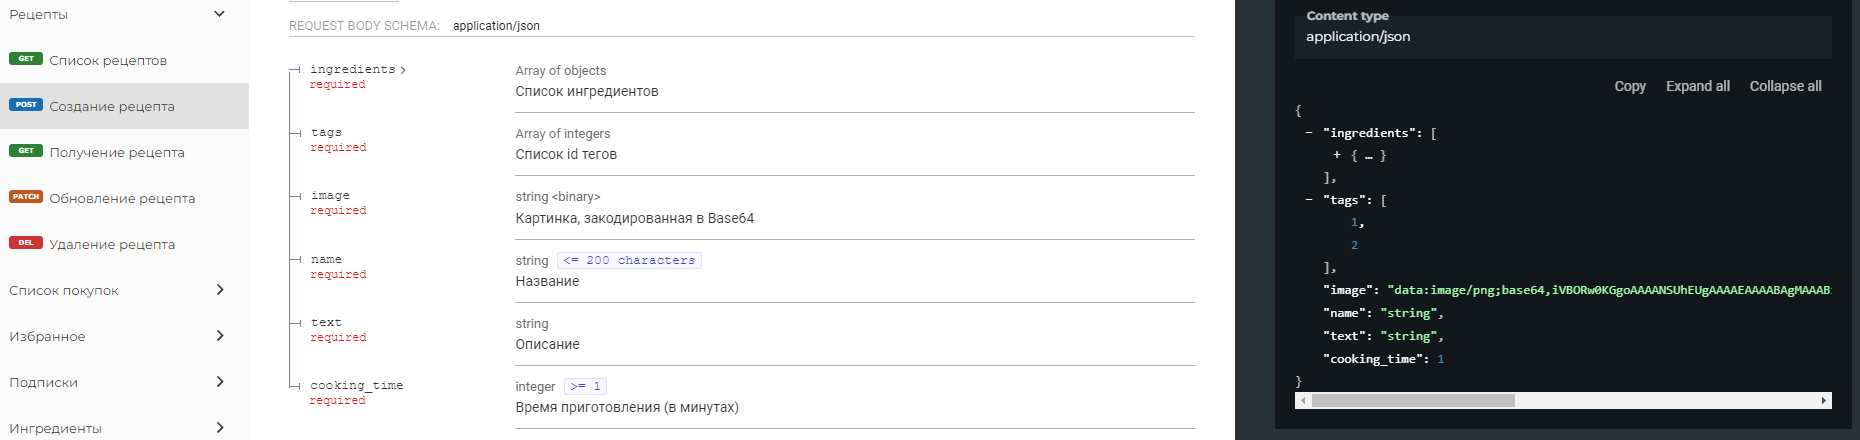 Рецепты
GET Список рецептов
POST Создание рецепта
GET Получение рецепта
PATCH Обновление рецепта
DEL Удаление рецепта
Список покупок
Избранное
Подписки
Ингредиенты
REQUEST BODY SCHEMA: application/json
ingredients
required
Array of objects
Список ингредиентов
tags
required
Array of integers
Список id тегов
image
required
string <binary>
Картинка, закодированная в Base64
name
required
string <= 200 characters
Название
text
required
string
Описание
cooking_time
required
integer >= 1
Время приготовления (в минутах)
Content type
application/json
Copy Expand all Collapse all
{
− "ingredients": [
+ { … }
],
− "tags": [
1,
2
],
"image": "data:image/png;base64,iVBORw0KGgoAAAANSUhEUgAAAAEAAAABAgMAAAB
"name": "string",
"text": "string",
"cooking_time": 1
}